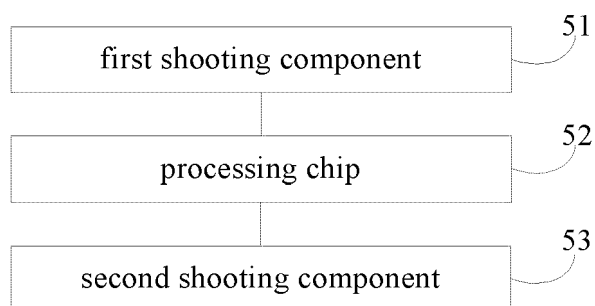 51
first shooting component
52
processing chip
53
second shooting component